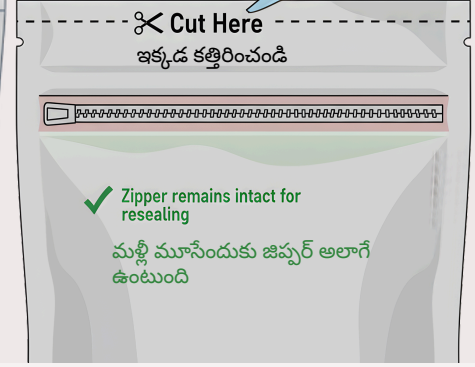 Cut Here
ఇక్కడ కత్తిరించండి
Zipper remains intact for
resealing
మళ్లీ మూసేందుకు జిప్పర్ అలాగే
ఉంటుంది